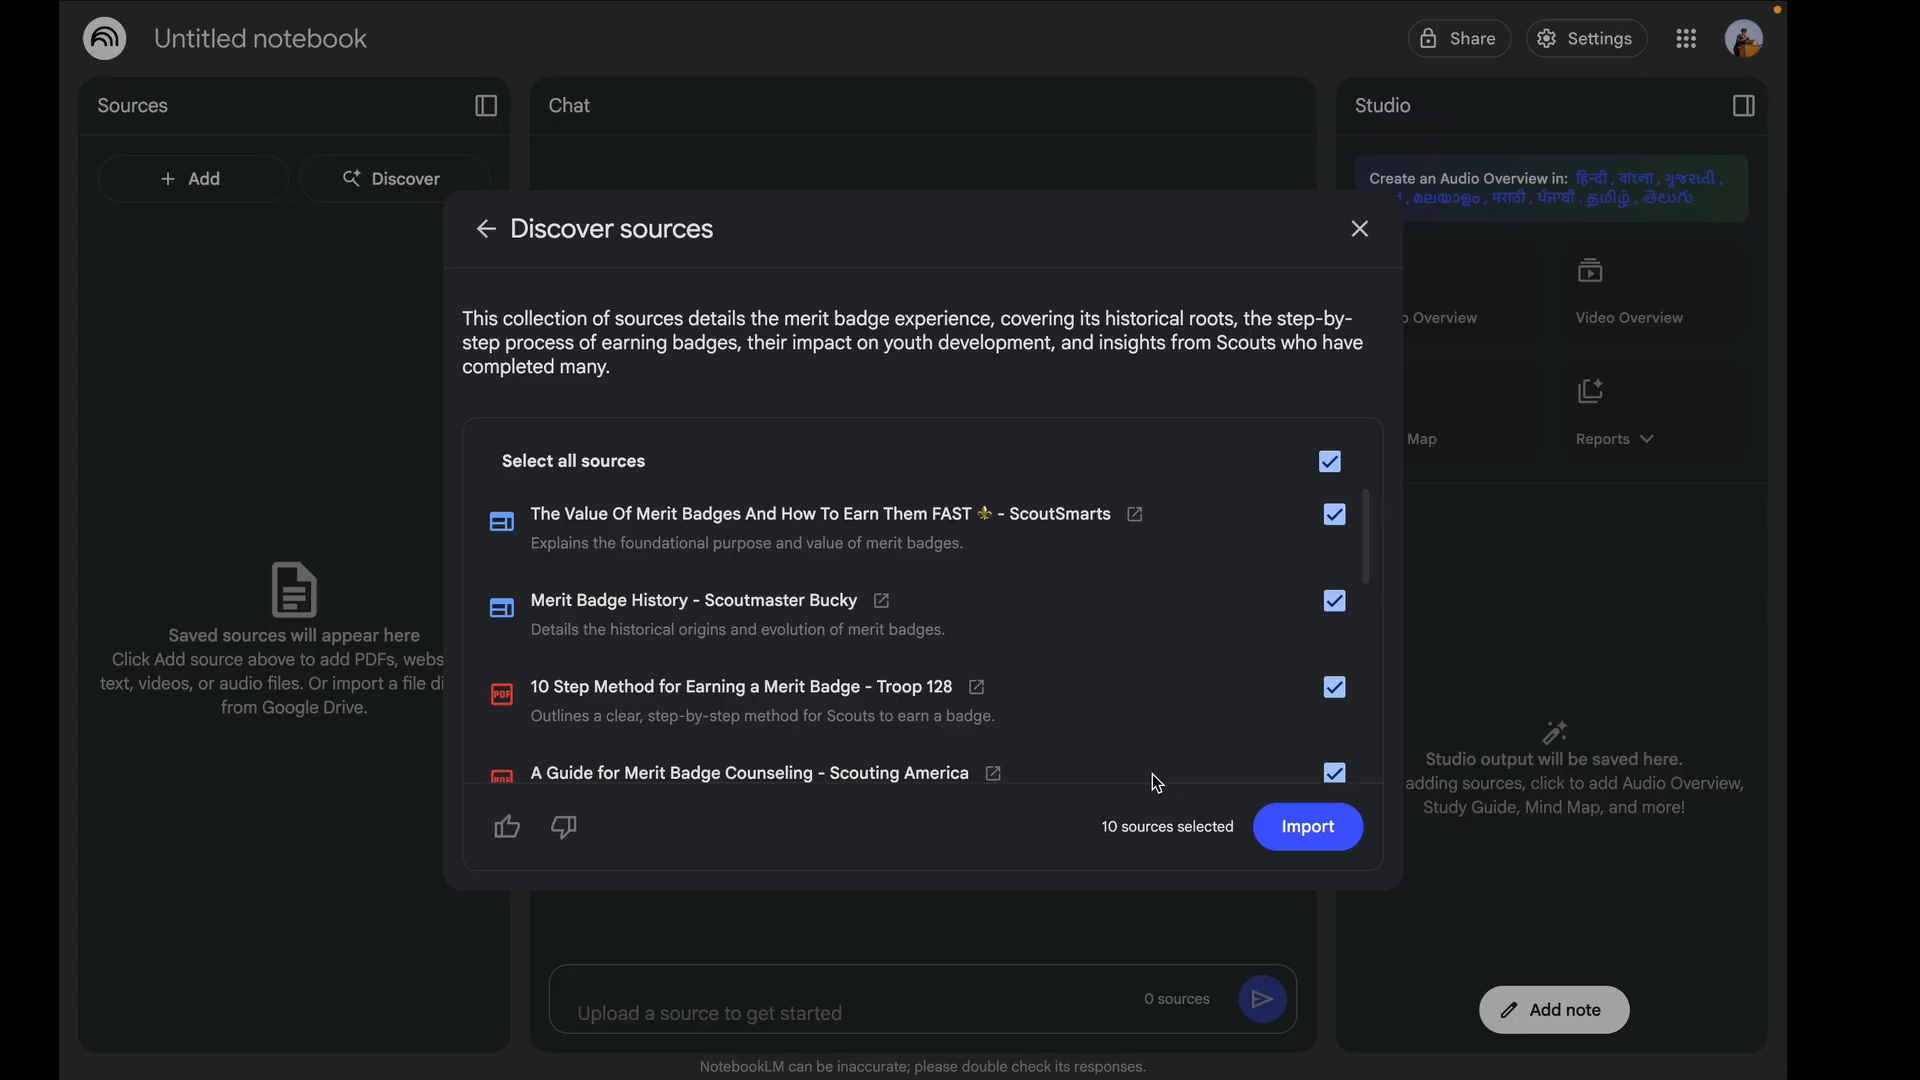 Untitled notebook
Share
Settings
Sources
Add
Discover
Saved sources will appear here
Click Add source above to add PDFs, webs
text, videos, or audio files. Or import a file di
from Google Drive.
Chat
Discover sources
This collection of sources details the merit badge experience, covering its historical roots, the step-by-
step process of earning badges, their impact on youth development, and insights from Scouts who have
completed many.
Select all sources
The Value Of Merit Badges And How To Earn Them FAST ⚜️ - ScoutSmarts
Explains the foundational purpose and value of merit badges.
Merit Badge History - Scoutmaster Bucky
Details the historical origins and evolution of merit badges.
PDF
10 Step Method for Earning a Merit Badge - Troop 128
Outlines a clear, step-by-step method for Scouts to earn a badge.
A Guide for Merit Badge Counseling - Scouting America
10 sources selected
Import
Upload a source to get started
0 sources
NotebookLM can be inaccurate; please double check its responses.
Studio
Create an Audio Overview in: हिन्दी , বাংলা , ગુજરાતી ,
, മലയാളം , मराठी , ਪੰਜਾਬੀ , தமிழ் , తెలుగు
Overview
Video Overview
Map
Reports
Studio output will be saved here.
adding sources, click to add Audio Overview,
Study Guide, Mind Map, and more!
Add note